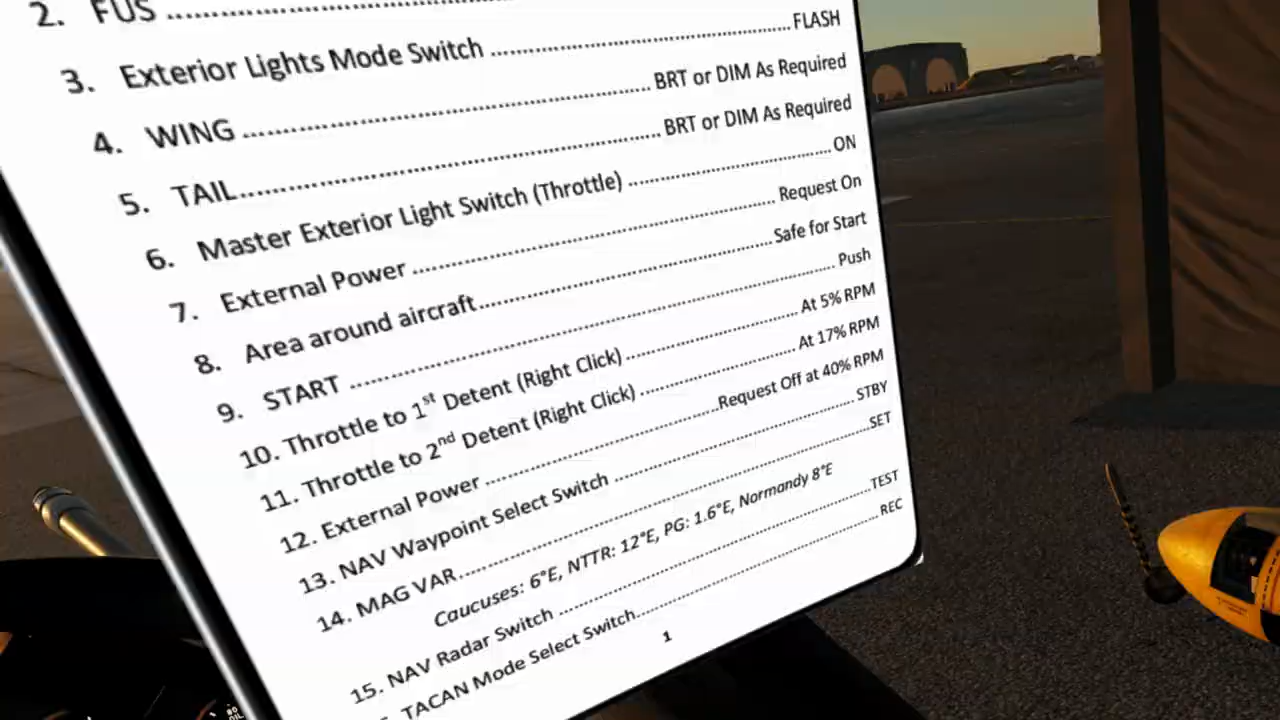 2. FUS ..............................
3. Exterior Lights Mode Switch .............................. FLASH
4. WING .............................. BRT or DIM As Required
5. TAIL.............................. BRT or DIM As Required
6. Master Exterior Light Switch (Throttle) .............................. ON
7. External Power .............................. Request On
8. Area around aircraft.............................. Safe for Start
9. START .............................. Push
10. Throttle to 1st Detent (Right Click) .............................. At 5% RPM
11. Throttle to 2nd Detent (Right Click) .............................. At 17% RPM
12. External Power .............................. Request Off at 40% RPM
13. NAV Waypoint Select Switch .............................. STBY
14. MAG VAR.............................. SET
Caucuses: 6°E, NTTR: 12°E, PG: 1.6°E, Normandy 8°E
15. NAV Radar Switch .............................. TEST
TACAN Mode Select Switch.............................. REC
1